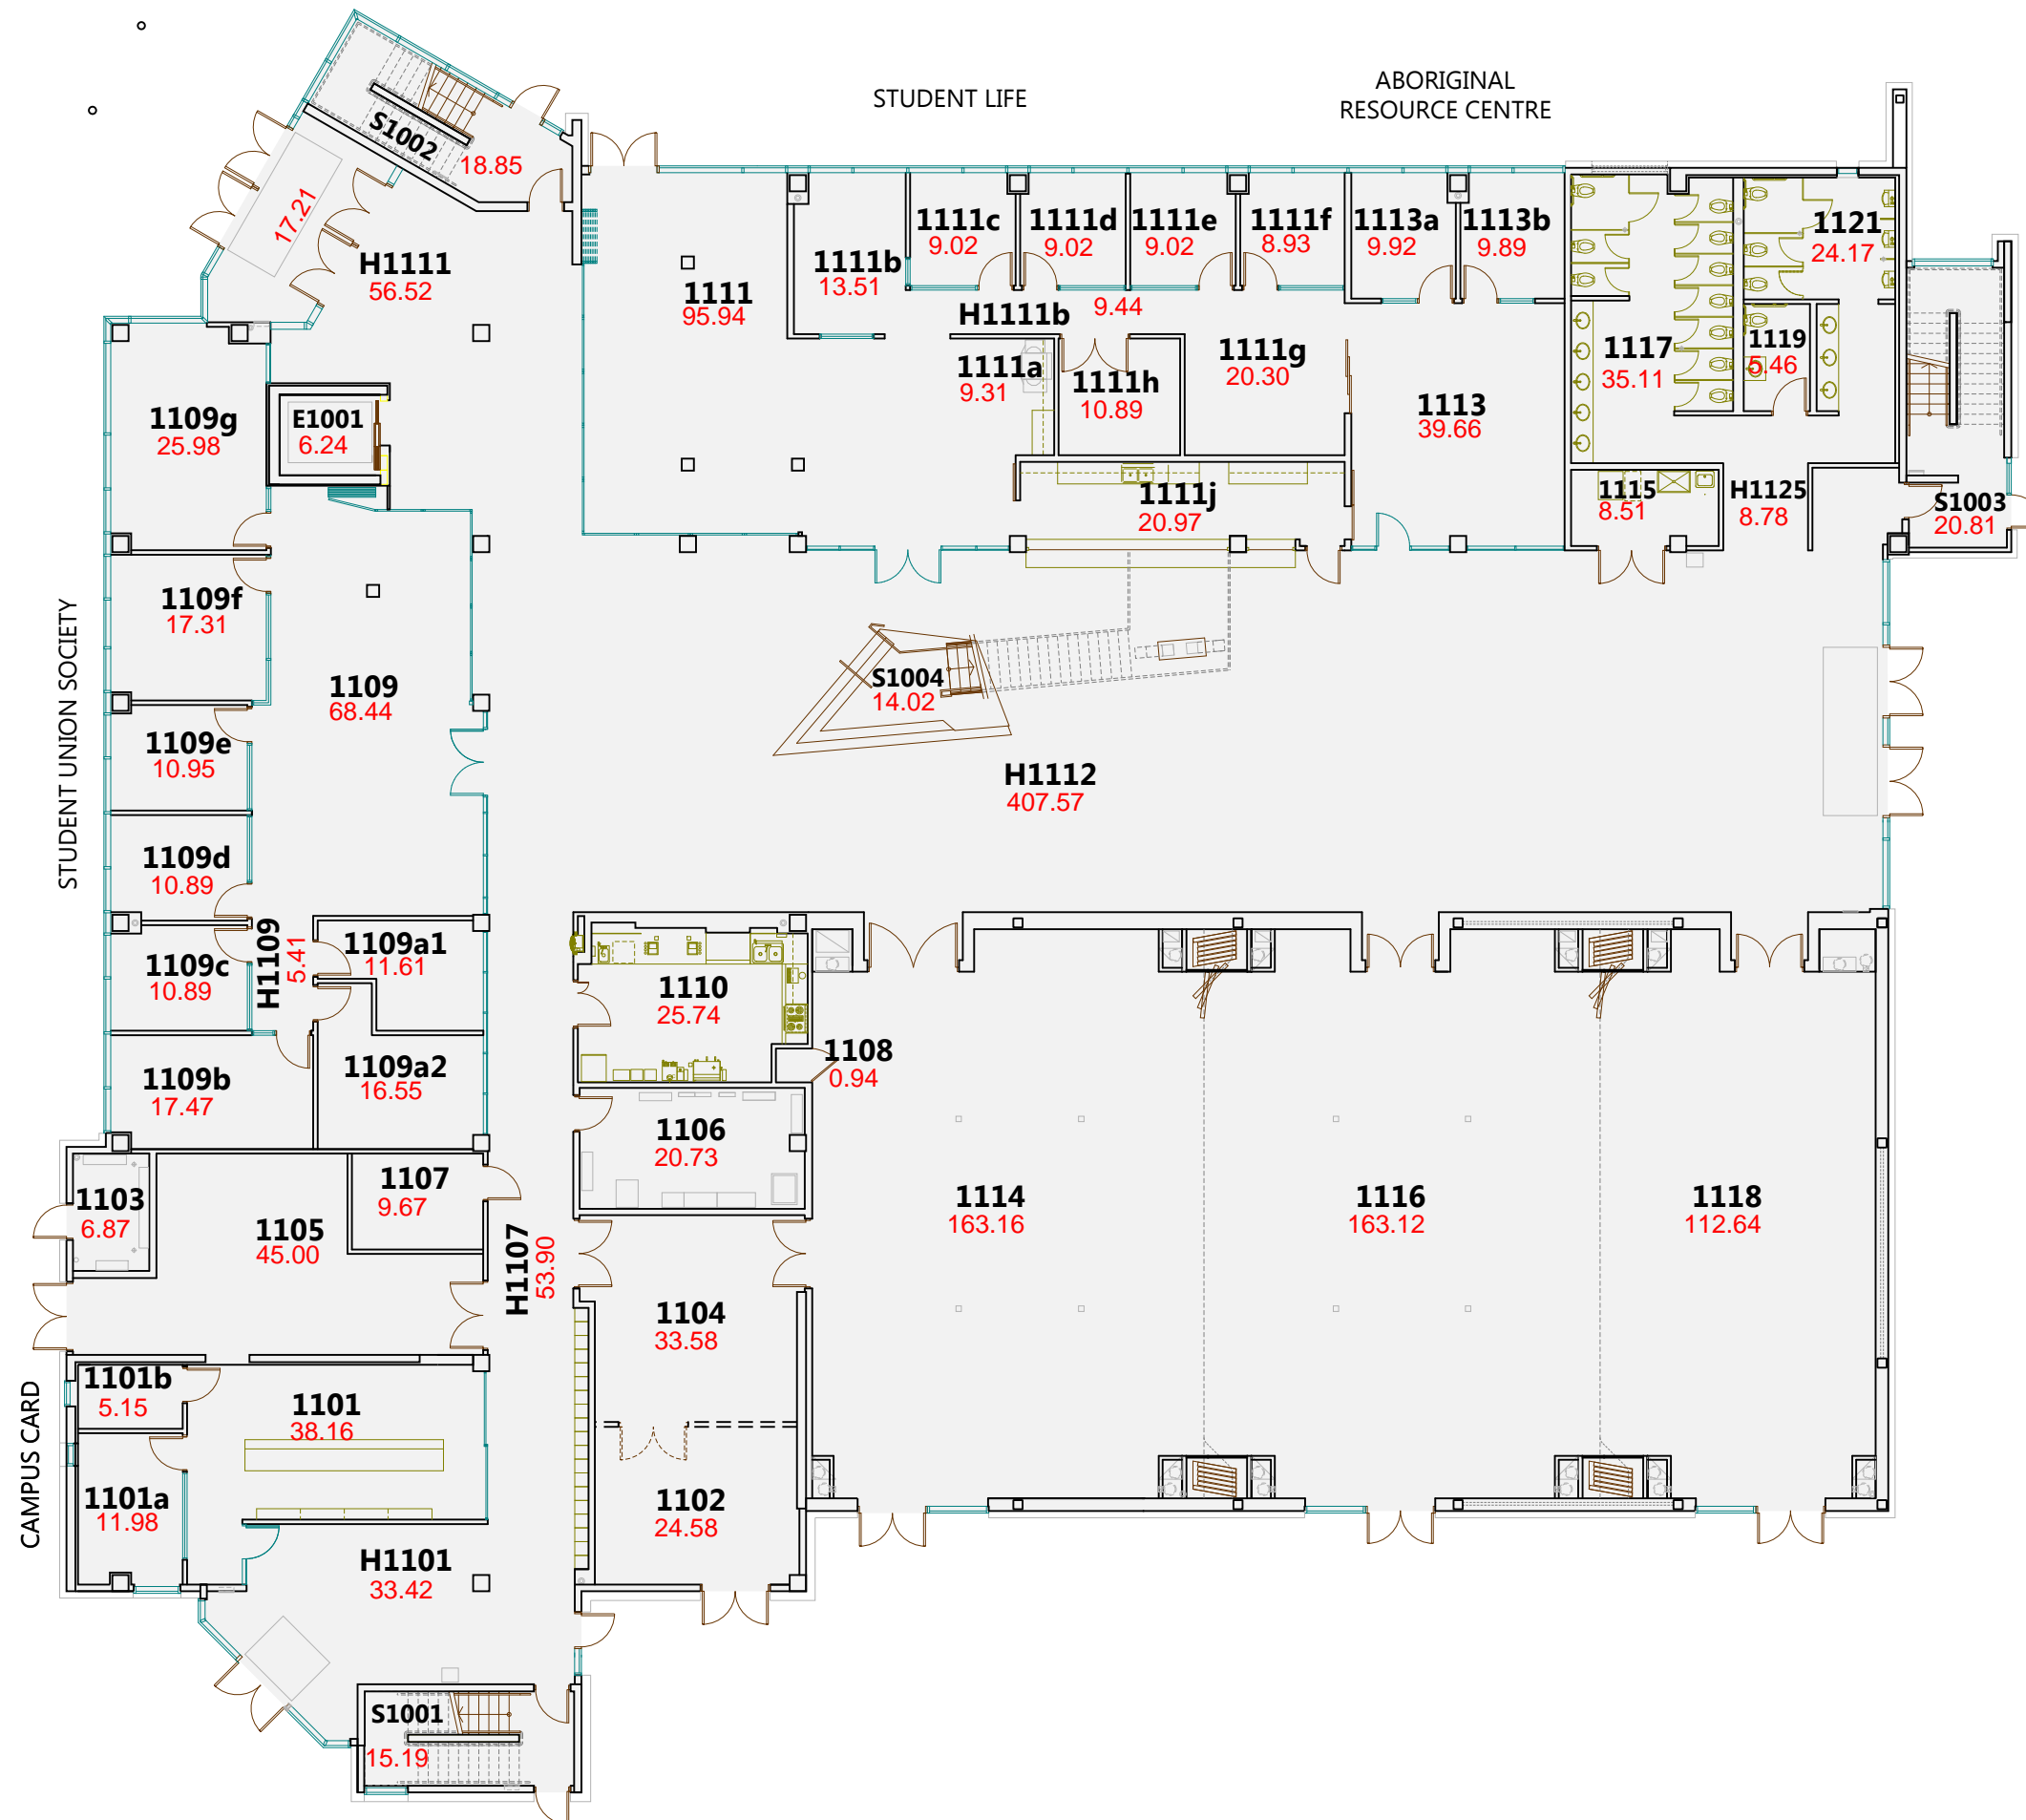 STUDENT LIFE
ABORIGINAL
RESOURCE CENTRE
S1002
18.85
17.21
H1111
56.52
1111
95.94
1111b
13.51
1111c
9.02
1111d
9.02
1111e
9.02
1111f
8.93
1113a
9.92
1113b
9.89
1121
24.17
H1111b
9.44
1111a
9.31
1111h
10.89
1111g
20.30
1113
39.66
1117
35.11
1119
5.46
1109g
25.98
E1001
6.24
1111j
20.97
1115
8.51
H1125
8.78
S1003
20.81
STUDENT UNION SOCIETY
1109f
17.31
1109
68.44
S1004
14.02
1109e
10.95
H1112
407.57
1109d
10.89
1109c
10.89
H1109
5.41
1109a1
11.61
1110
25.74
1108
0.94
1109b
17.47
1109a2
16.55
1106
20.73
1103
6.87
1105
45.00
1107
9.67
H1107
53.90
1114
163.16
1116
163.12
1118
112.64
1104
33.58
CAMPUS CARD
1101b
5.15
1101
38.16
1101a
11.98
1102
24.58
H1101
33.42
S1001
15.19